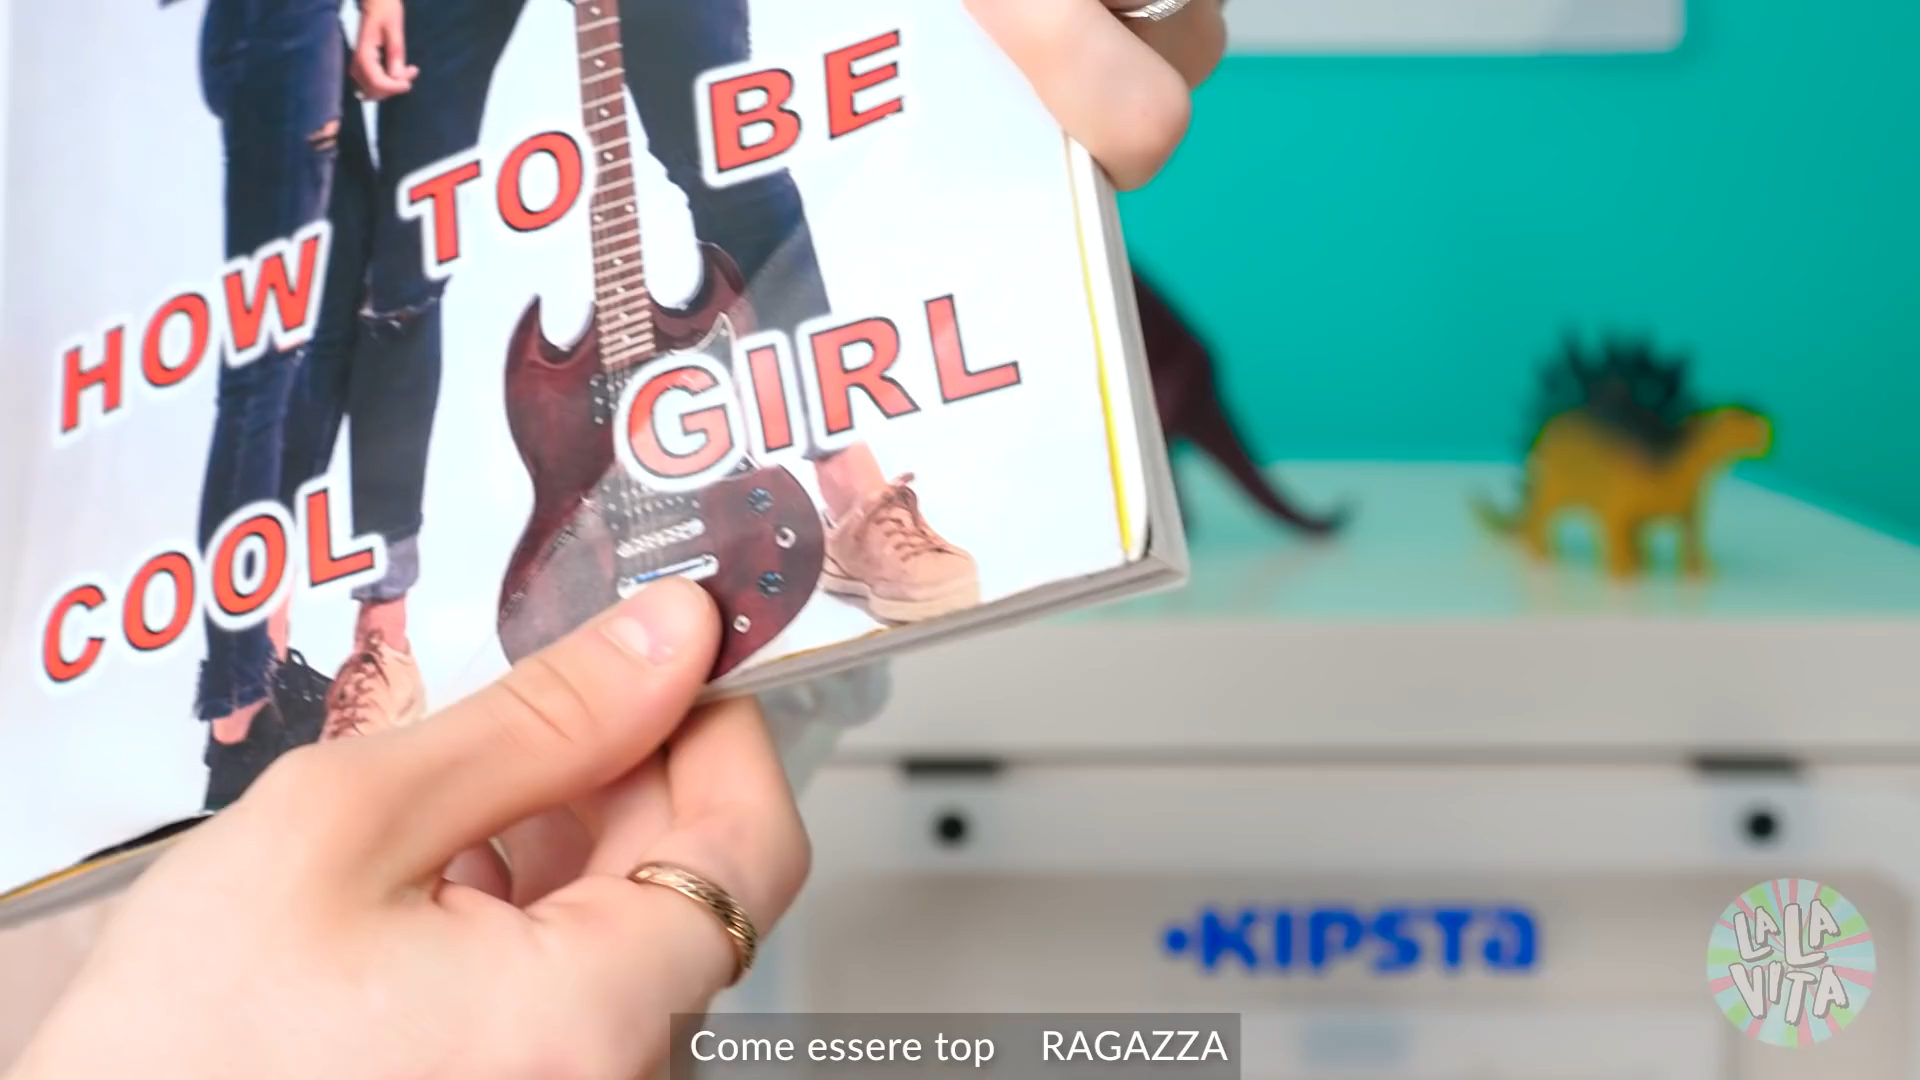 HOW TO BE
COOL GIRL
KIPSTA
LA LA
VITA
Come essere top RAGAZZA